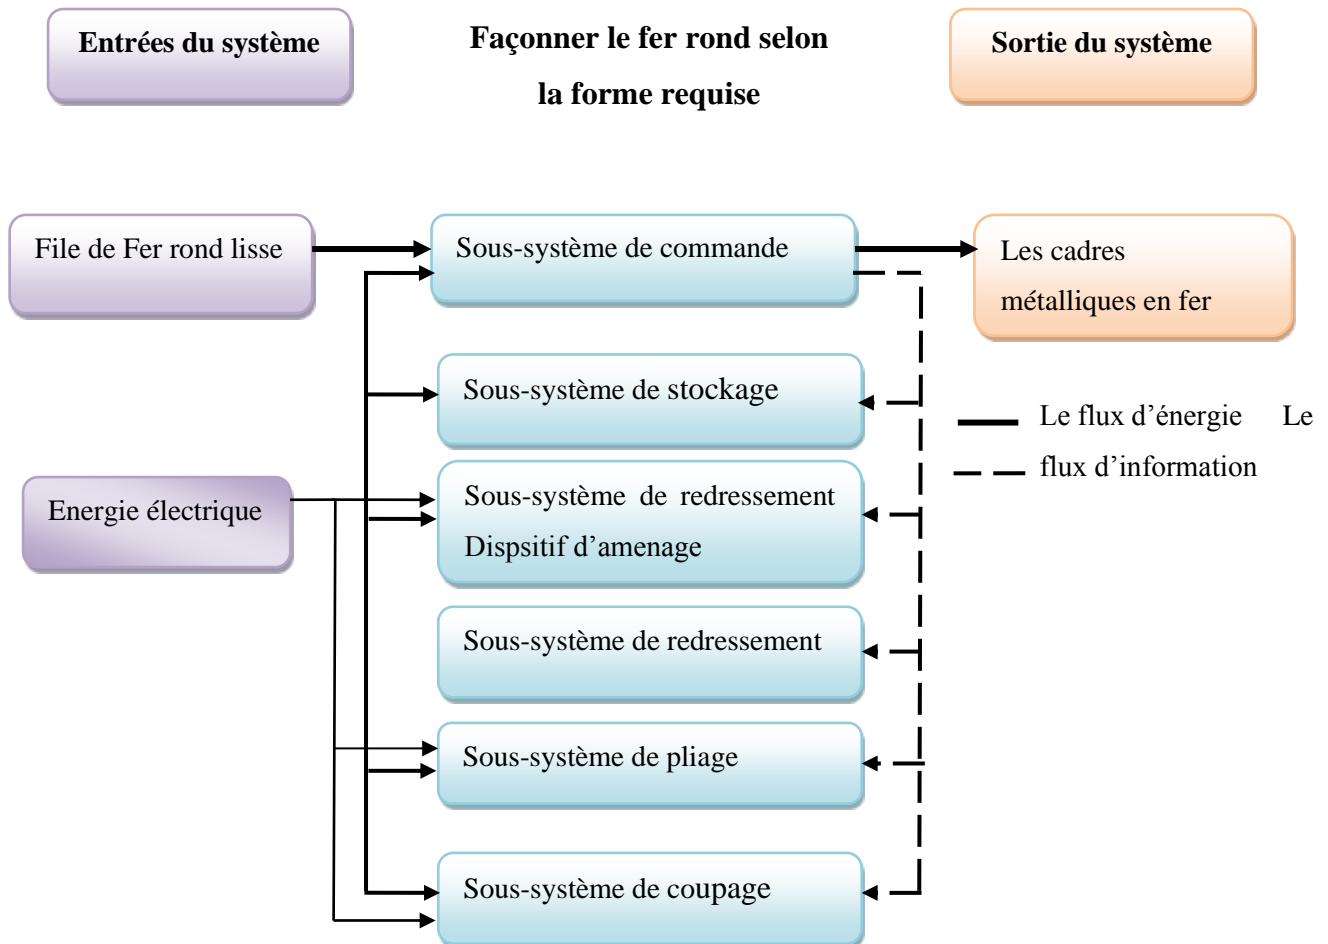 Entrées du système
Façonner le fer rond selon
la forme requise
Sortie du système
File de Fer rond lisse
Sous-système de commande
Les cadres
métalliques en fer
Sous-système de stockage
Le flux d’énergie Le
flux d’information
Energie électrique
Sous-système de redressement
Dispsitif d’amenage
Sous-système de redressement
Sous-système de pliage
Sous-système de coupage